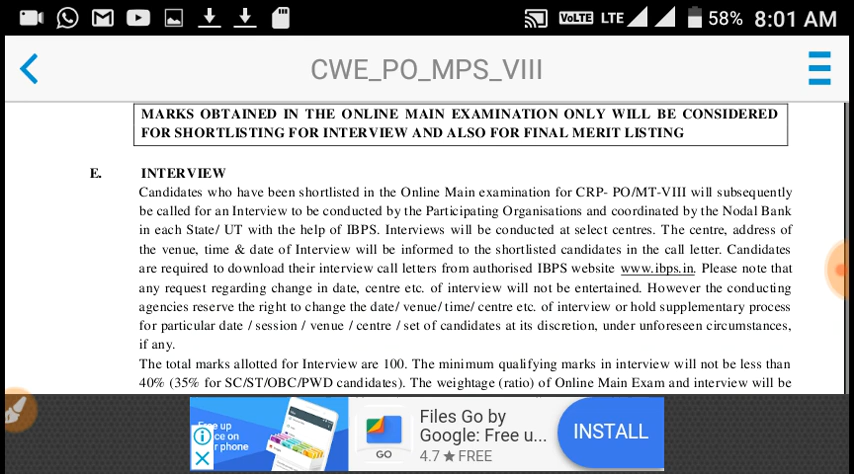 VoLTE LTE 58% 8:01 AM
CWE_PO_MPS_VIII
MARKS OBTAINED IN THE ONLINE MAIN EXAMINATION ONLY WILL BE CONSIDERED
FOR SHORTLISTING FOR INTERVIEW AND ALSO FOR FINAL MERIT LISTING
E. INTERVIEW
Candidates who have been shortlisted in the Online Main examination for CRP- PO/MT-VIII will subsequently
be called for an Interview to be conducted by the Participating Organisations and coordinated by the Nodal Bank
in each State/ UT with the help of IBPS. Interviews will be conducted at select centres. The centre, address of
the venue, time & date of Interview will be informed to the shortlisted candidates in the call letter. Candidates
are required to download their interview call letters from authorised IBPS website www.ibps.in. Please note that
any request regarding change in date, centre etc. of interview will not be entertained. However the conducting
agencies reserve the right to change the date/ venue/ time/ centre etc. of interview or hold supplementary process
for particular date / session / venue / centre / set of candidates at its discretion, under unforeseen circumstances,
if any.
The total marks allotted for Interview are 100. The minimum qualifying marks in interview will not be less than
40% (35% for SC/ST/OBC/PWD candidates). The weightage (ratio) of Online Main Exam and interview will be
up
ce on
phone
GO
Files Go by
Google: Free u...
4.7 ★ FREE
INSTALL